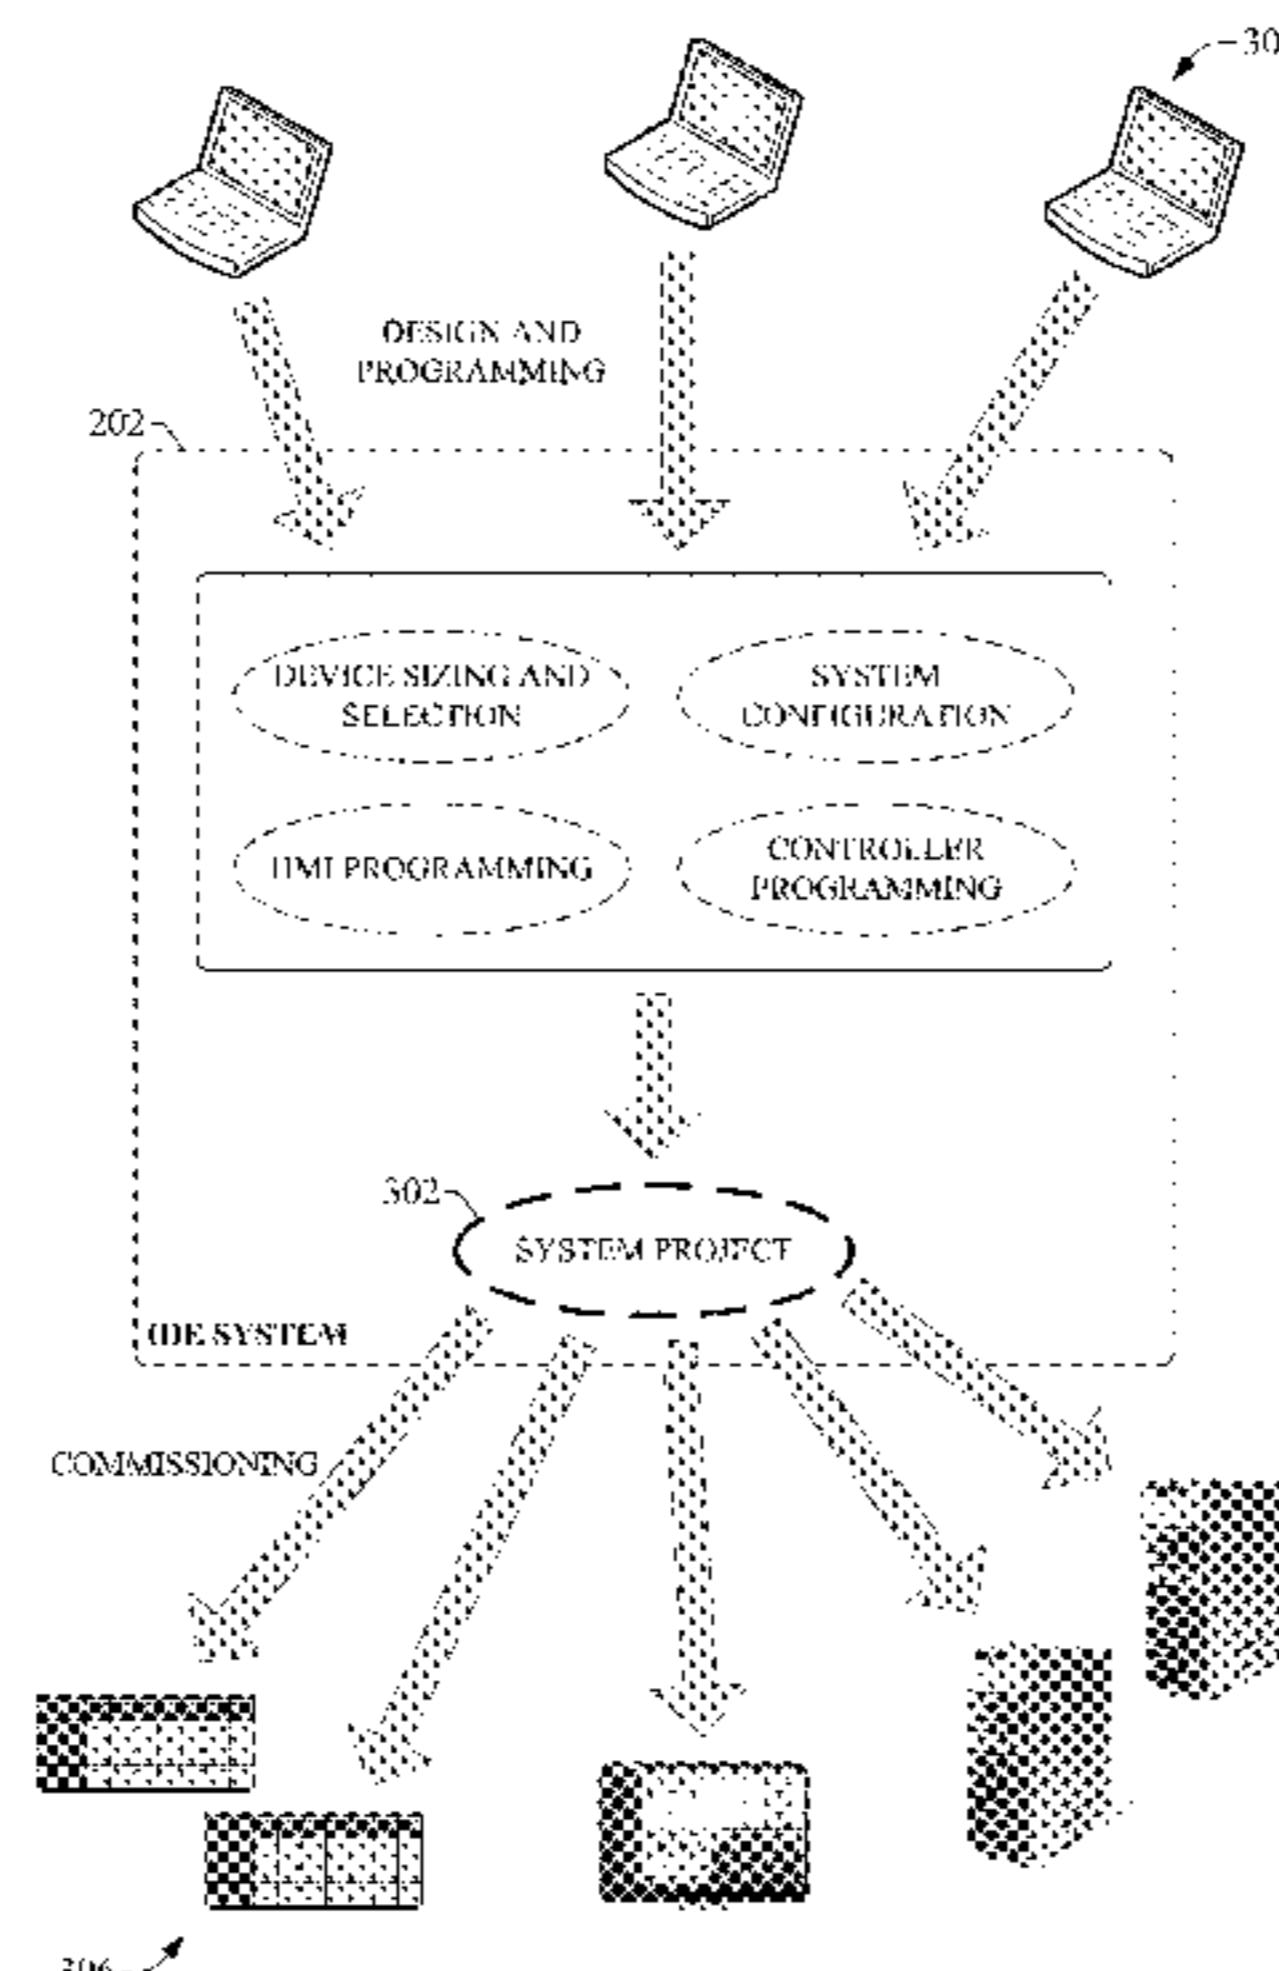 DESIGN AND
PROGRAMMING
202
DEVICE SIZING AND
SELECTION
SYSTEM
CONFIGURATION
HMI PROGRAMMING
CONTROLLER
PROGRAMMING
302
SYSTEM PROJECT
IDE SYSTEM
COMMISSIONING
306